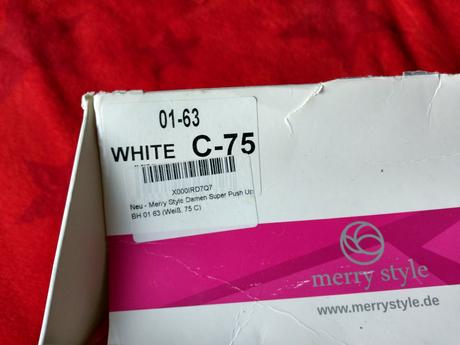 01-63
WHITE C-75
X000IRD7Q7
Neu - Merry Style Damen Super Push Up
BH 01 63 (Weiß, 75 C)
merry style
www.merrystyle.de